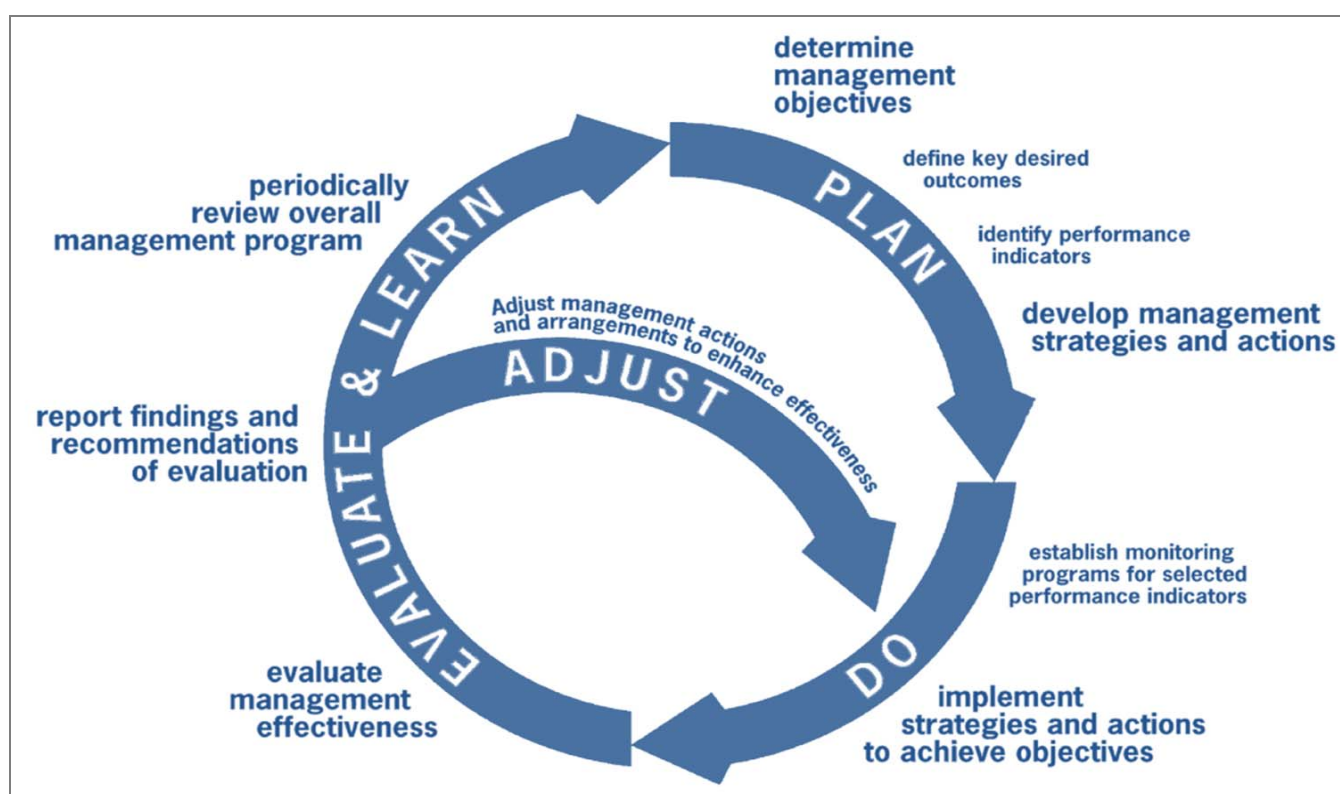 determine
management
objectives
define key desired
outcomes
PLAN
identify performance
indicators
develop management
strategies and actions
establish monitoring
programs for selected
performance indicators
DO
implement
strategies and actions
to achieve objectives
evaluate
management
effectiveness
EVALUATE & LEARN
report findings and
recommendations
of evaluation
periodically
review overall
management program
Adjust management actions
and arrangements to enhance effectiveness
ADJUST